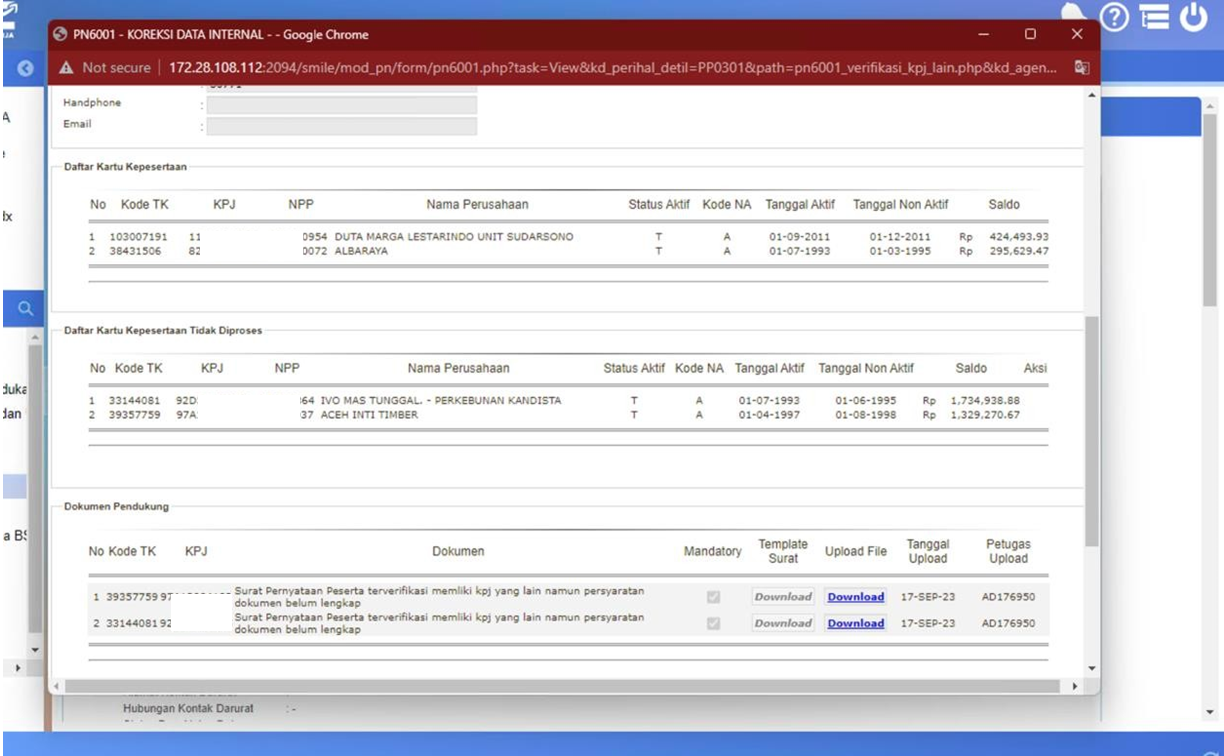 PN6001 - KOREKSI DATA INTERNAL - - Google Chrome
Not secure | 172.28.108.112:2094/smile/mod_pn/form/pn6001.php?task=View&kd_perihal_detil=PP0301&path=pn6001_verifikasi_kpj_lain.php&kd_agen...
Handphone :
Email :
Daftar Kartu Kepesertaan
No Kode TK KPJ NPP Nama Perusahaan Status Aktif Kode NA Tanggal Aktif Tanggal Non Aktif Saldo
1 103007191 11 0954 DUTA MARGA LESTARINDO UNIT SUDARSONO T A 01-09-2011 01-12-2011 Rp 424,493.93
2 38431506 82 0072 ALBARAYA T A 01-07-1993 01-03-1995 Rp 295,629.47
Daftar Kartu Kepesertaan Tidak Diproses
No Kode TK KPJ NPP Nama Perusahaan Status Aktif Kode NA Tanggal Aktif Tanggal Non Aktif Saldo Aksi
1 33144081 92D 64 IVO MAS TUNGGAL. - PERKEBUNAN KANDISTA T A 01-07-1993 01-06-1995 Rp 1,734,938.88
2 39357759 97A 37 ACEH INTI TIMBER T A 01-04-1997 01-08-1998 Rp 1,329,270.67
Dokumen Pendukung
No Kode TK KPJ Dokumen Mandatory Template Surat Upload File Tanggal Upload Petugas Upload
1 39357759 97 Surat Pernyataan Peserta terverifikasi memliki kpj yang lain namun persyaratan
dokumen belum lengkap Download Download 17-SEP-23 AD176950
2 33144081 92 Surat Pernyataan Peserta terverifikasi memliki kpj yang lain namun persyaratan
dokumen belum lengkap Download Download 17-SEP-23 AD176950
Hubungan Kontak Darurat : -